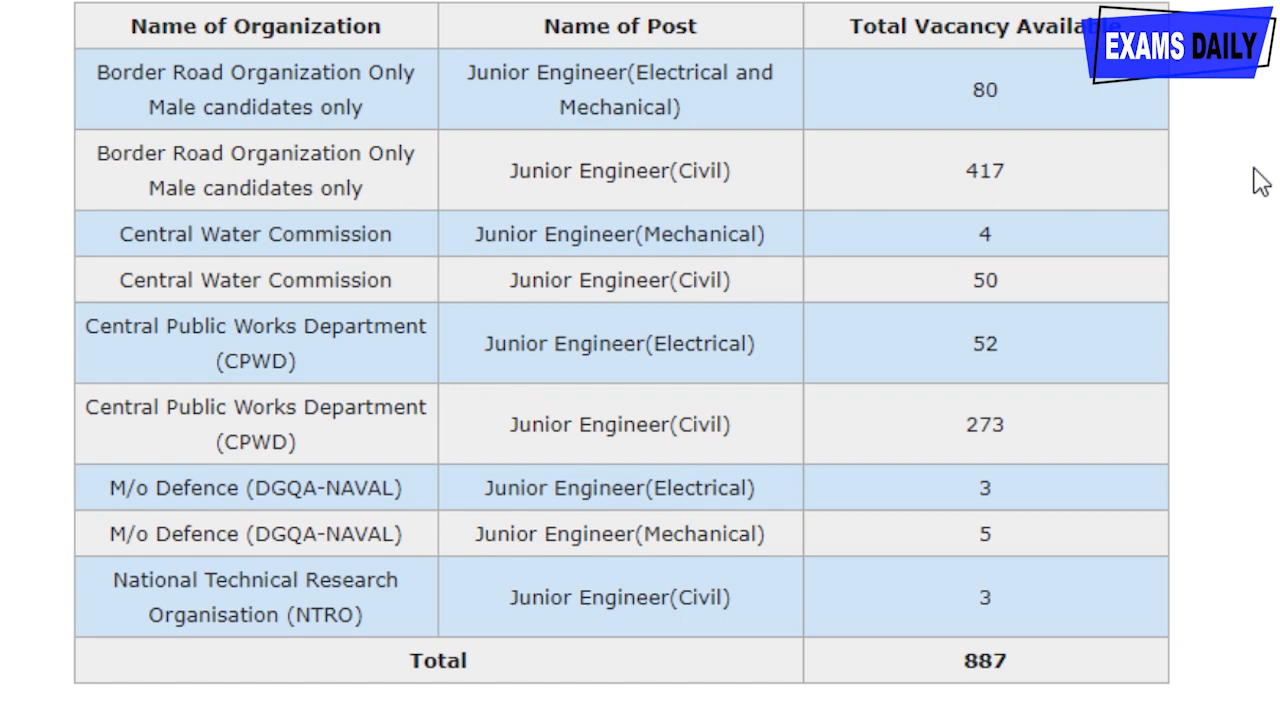 Name of Organization Name of Post Total Vacancy Available
EXAMS DAILY
Border Road Organization Only
Male candidates only
Junior Engineer(Electrical and
Mechanical)
80
Border Road Organization Only
Male candidates only
Junior Engineer(Civil)
417
Central Water Commission Junior Engineer(Mechanical) 4
Central Water Commission Junior Engineer(Civil) 50
Central Public Works Department
(CPWD)
Junior Engineer(Electrical)
52
Central Public Works Department
(CPWD)
Junior Engineer(Civil)
273
M/o Defence (DGQA-NAVAL) Junior Engineer(Electrical) 3
M/o Defence (DGQA-NAVAL) Junior Engineer(Mechanical) 5
National Technical Research
Organisation (NTRO)
Junior Engineer(Civil)
3
Total 887